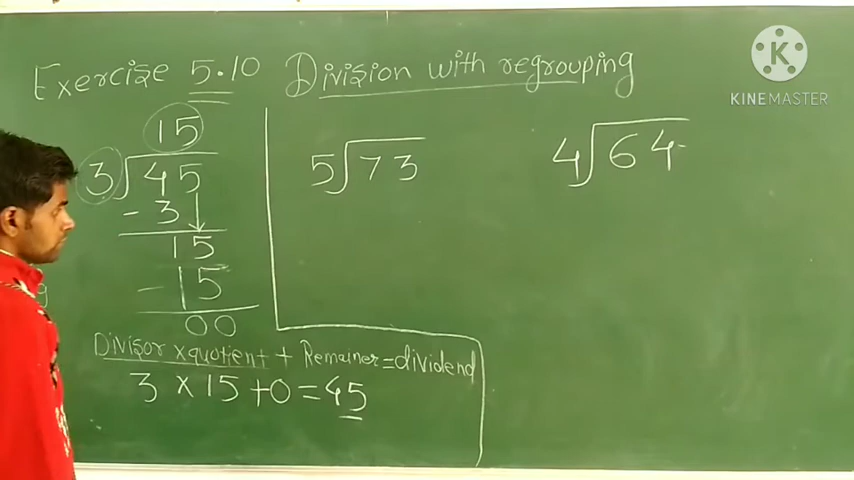 Exercise 5.10 Division with regrouping
K
KINEMASTER
15
3 45
-3
15
-15
00
Divisor x quotient + Remainer = dividend
3 x 15 + 0 = 45
5 73
4 64